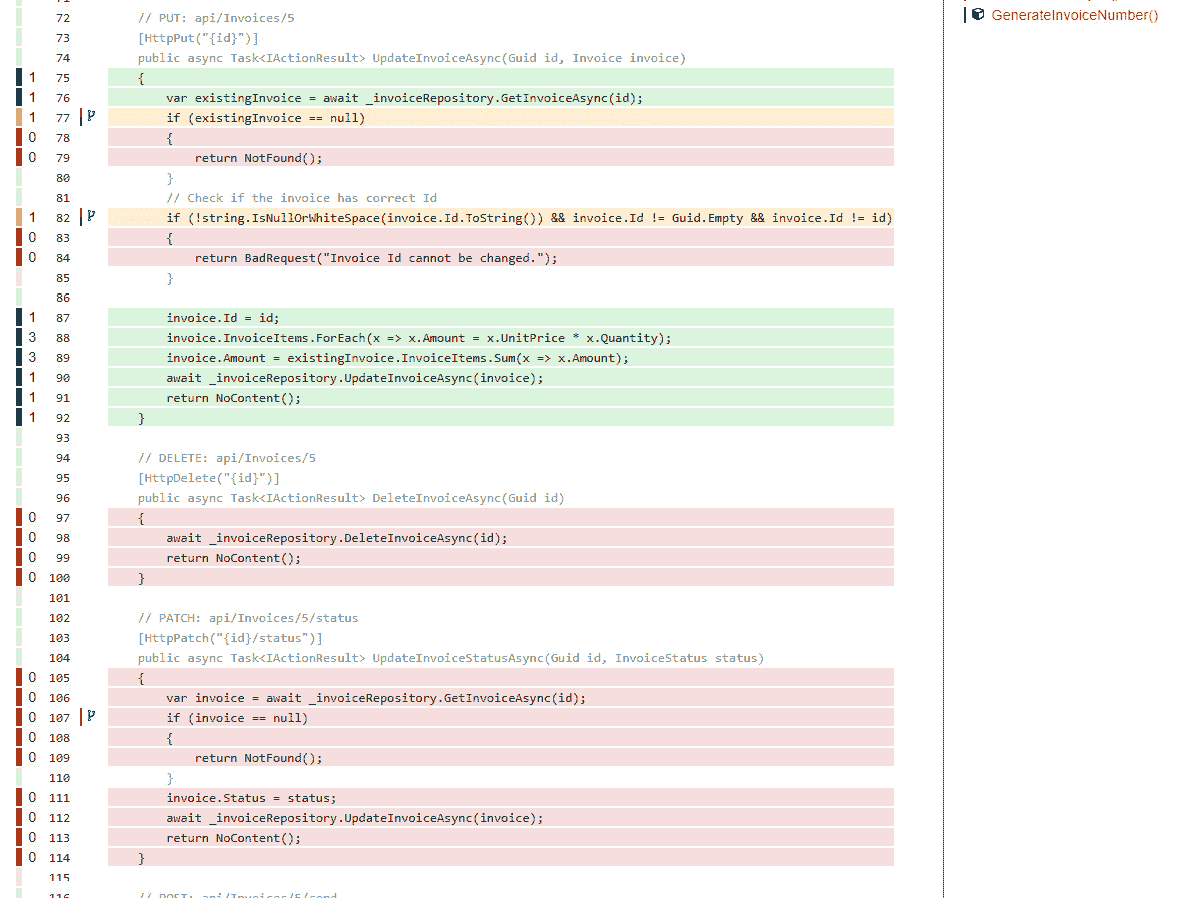 71
72 // PUT: api/Invoices/5
73 [HttpPut("{id}")]
74 public async Task<IActionResult> UpdateInvoiceAsync(Guid id, Invoice invoice)
1 75 {
1 76 var existingInvoice = await _invoiceRepository.GetInvoiceAsync(id);
1 77 if (existingInvoice == null)
0 78 {
0 79 return NotFound();
80 }
81 // Check if the invoice has correct Id
1 82 if (!string.IsNullOrWhiteSpace(invoice.Id.ToString()) && invoice.Id != Guid.Empty && invoice.Id != id)
0 83 {
0 84 return BadRequest("Invoice Id cannot be changed.");
85 }
86
1 87 invoice.Id = id;
3 88 invoice.InvoiceItems.ForEach(x => x.Amount = x.UnitPrice * x.Quantity);
3 89 invoice.Amount = existingInvoice.InvoiceItems.Sum(x => x.Amount);
1 90 await _invoiceRepository.UpdateInvoiceAsync(invoice);
1 91 return NoContent();
1 92 }
93
94 // DELETE: api/Invoices/5
95 [HttpDelete("{id}")]
96 public async Task<IActionResult> DeleteInvoiceAsync(Guid id)
0 97 {
0 98 await _invoiceRepository.DeleteInvoiceAsync(id);
0 99 return NoContent();
0 100 }
101
102 // PATCH: api/Invoices/5/status
103 [HttpPatch("{id}/status")]
104 public async Task<IActionResult> UpdateInvoiceStatusAsync(Guid id, InvoiceStatus status)
0 105 {
0 106 var invoice = await _invoiceRepository.GetInvoiceAsync(id);
0 107 if (invoice == null)
0 108 {
0 109 return NotFound();
110 }
0 111 invoice.Status = status;
0 112 await _invoiceRepository.UpdateInvoiceAsync(invoice);
0 113 return NoContent();
0 114 }
115
116 // POST: api/Invoices/5/send
GenerateInvoiceNumber()